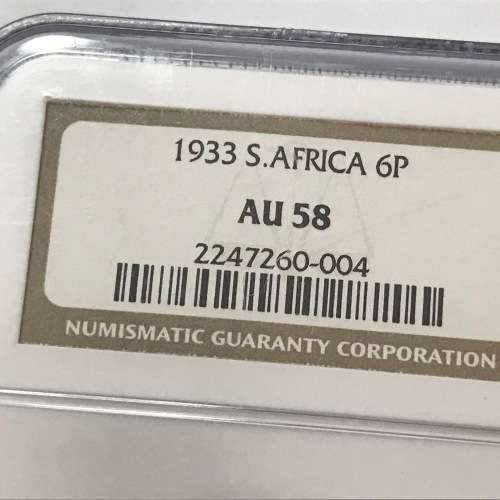 1933 S.AFRICA 6P
AU 58
2247260-004
NUMISMATIC GUARANTY CORPORATION